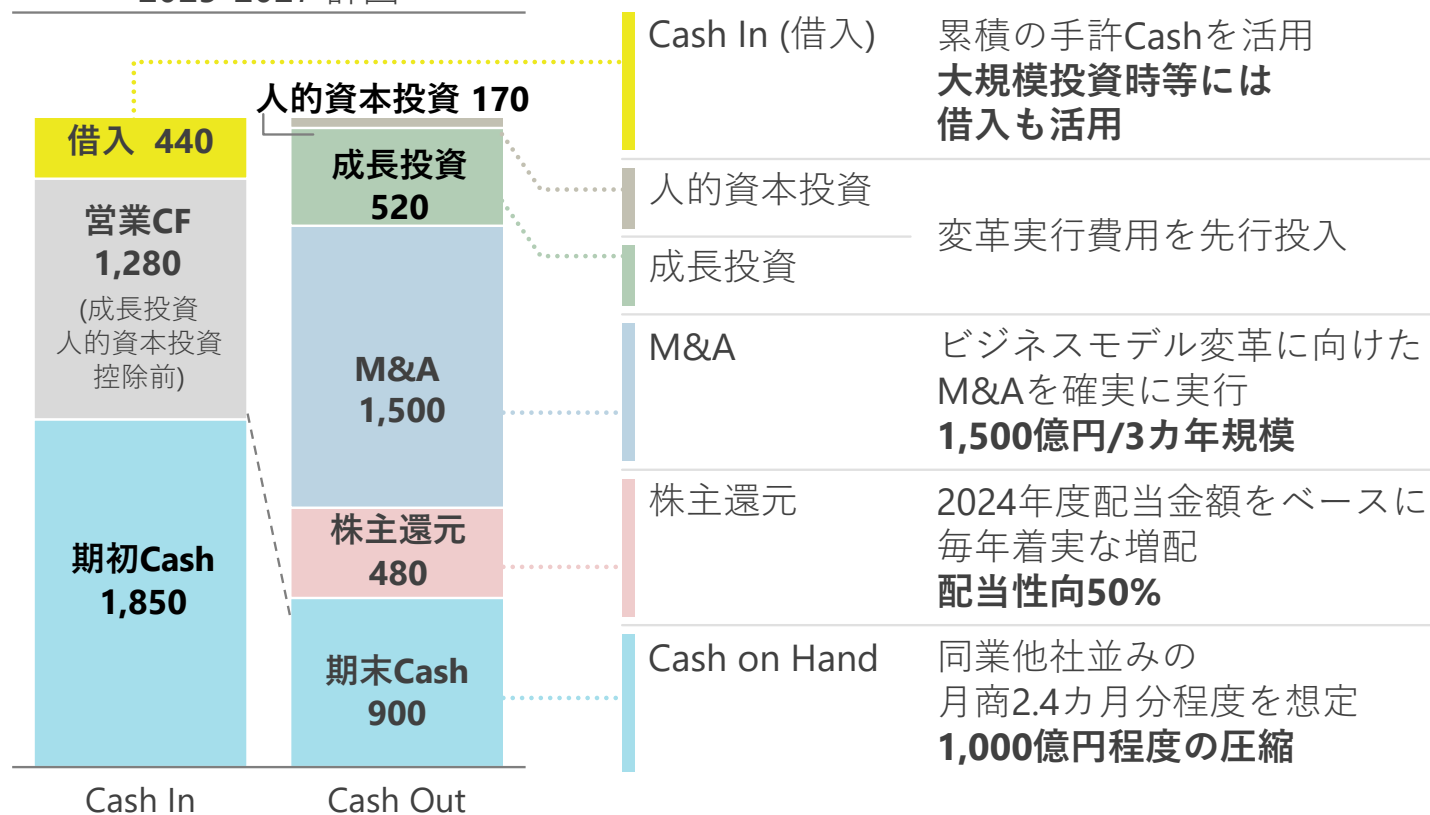 人的資本投資 170
借入 440
営業CF
1,280
(成長投資
人的資本投資
控除前)
期初Cash
1,850
Cash In
成長投資
520
M&A
1,500
株主還元
480
期末Cash
900
Cash Out
Cash In (借入)
累積の手許Cashを活用
大規模投資時等には
借入も活用
人的資本投資
成長投資
変革実行費用を先行投入
M&A
ビジネスモデル変革に向けた
M&Aを確実に実行
1,500億円/3カ年規模
株主還元
2024年度配当金額をベースに
毎年着実な増配
配当性向50%
Cash on Hand
同業他社並みの
月商2.4カ月分程度を想定
1,000億円程度の圧縮